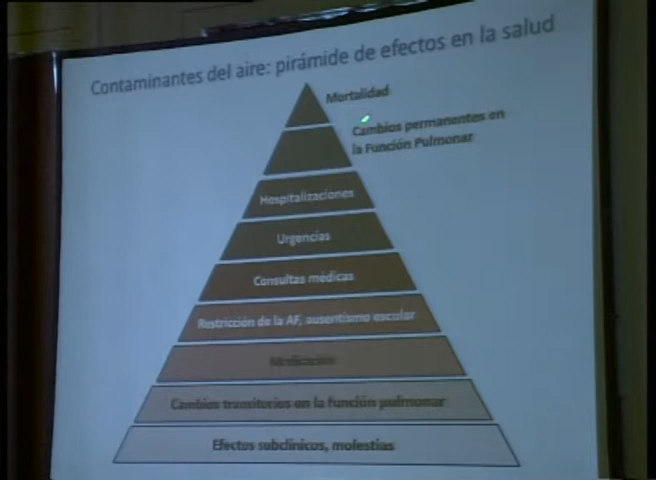 Contaminantes del aire: pirámide de efectos en la salud
Mortalidad
Cambios permanentes en
la Función Pulmonar
Hospitalizaciones
Urgencias
Consultas médicas
Restricción de la AF, ausentismo escolar
Medicación
Cambios transitorios en la función pulmonar
Efectos subclínicos, molestias